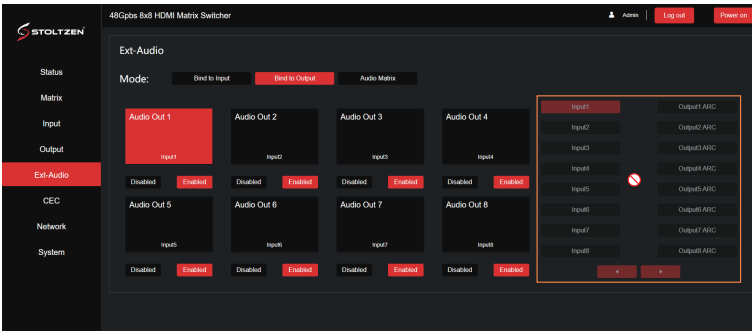 48Gpbs 8x8 HDMI Matrix Switcher
Admin
Log out
Power on
STOLTZEN
Status
Matrix
Input
Output
Ext-Audio
CEC
Network
System
Ext-Audio
Mode:
Bind to Input
Bind to Output
Audio Matrix
Audio Out 1
Input1
Audio Out 2
Input2
Audio Out 3
Input3
Audio Out 4
Input4
Disabled Enabled Disabled Enabled Disabled Enabled Disabled Enabled
Audio Out 5
Input5
Audio Out 6
Input6
Audio Out 7
Input7
Audio Out 8
Input8
Disabled Enabled Disabled Enabled Disabled Enabled Disabled Enabled
Input1 Output1 ARC
Input2 Output2 ARC
Input3 Output3 ARC
Input4 Output4 ARC
Input5 Output5 ARC
Input6 Output6 ARC
Input7 Output7 ARC
Input8 Output8 ARC